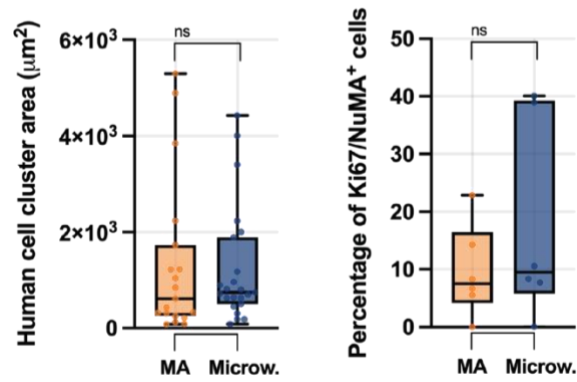 Human cell cluster area (μm²)
6×10³
4×10³
2×10³
0
ns
MA Microw.
Percentage of Ki67/NuMA⁺ cells
50
40
30
20
10
0
ns
MA Microw.